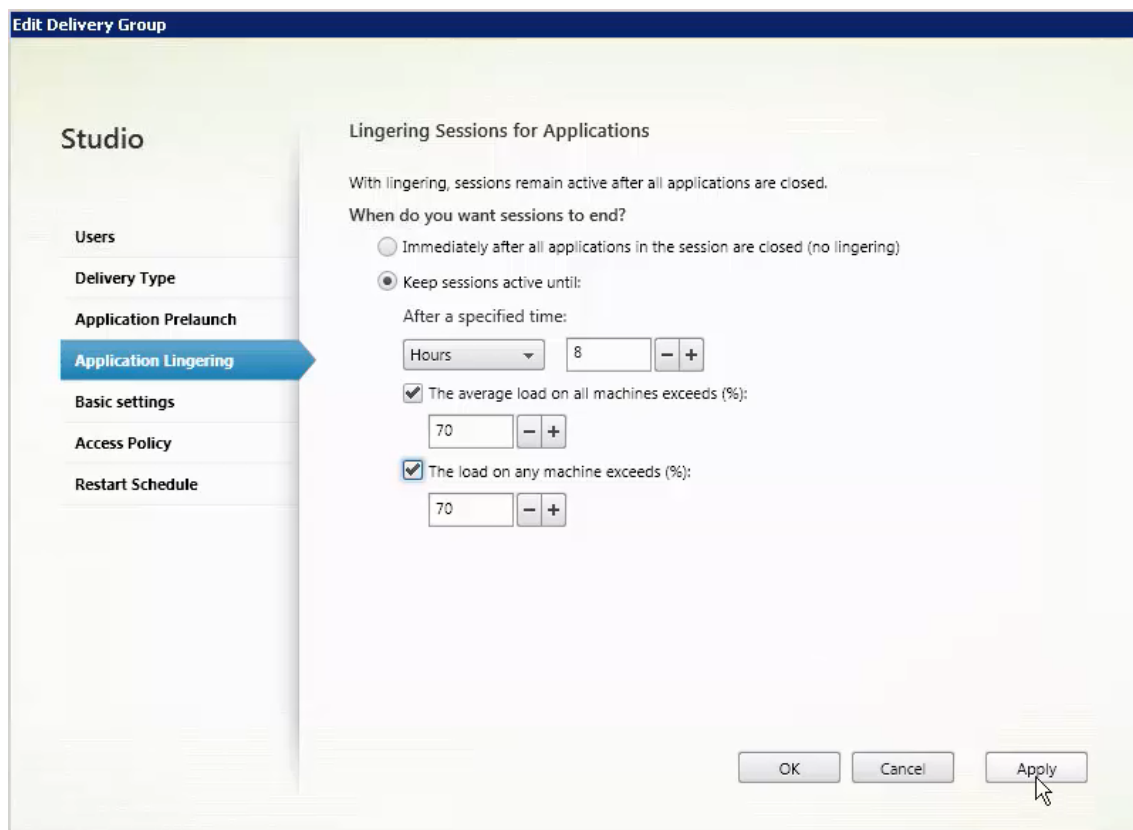 Edit Delivery Group
Studio
Users
Delivery Type
Application Prelaunch
Application Lingering
Basic settings
Access Policy
Restart Schedule
Lingering Sessions for Applications
With lingering, sessions remain active after all applications are closed.
When do you want sessions to end?
Immediately after all applications in the session are closed (no lingering)
Keep sessions active until:
After a specified time:
Hours 8 − +
The average load on all machines exceeds (%):
70 − +
The load on any machine exceeds (%):
70 − +
OK Cancel Apply